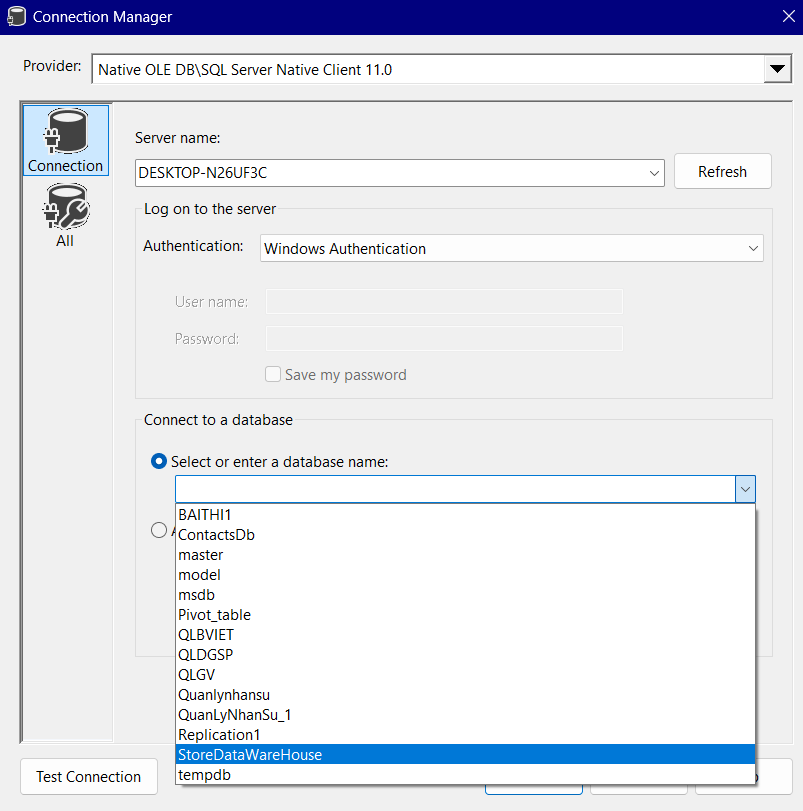 Connection Manager
Provider:
Native OLE DB\SQL Server Native Client 11.0
Connection
All
Server name:
DESKTOP-N26UF3C
Refresh
Log on to the server
Authentication:
Windows Authentication
User name:
Password:
Save my password
Connect to a database
Select or enter a database name:
BAITHI1
ContactsDb
master
model
msdb
Pivot_table
QLBVIET
QLDGSP
QLGV
Quanlynhansu
QuanLyNhanSu_1
Replication1
StoreDataWareHouse
tempdb
Test Connection